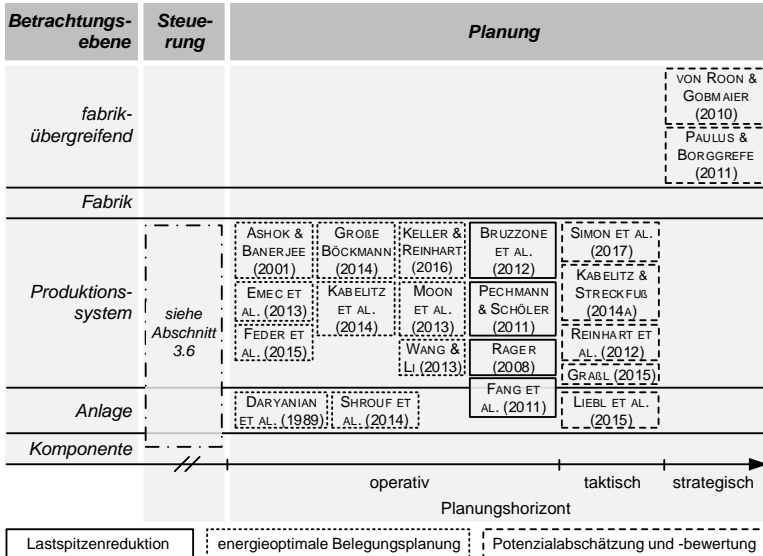 Betrachtungs-
ebene
Steue-
rung
Planung
fabrik-
übergreifend
VON ROON &
GOBMAIER
(2010)
PAULUS &
BORGGREFE
(2011)
Fabrik
Produktions-
system
siehe
Abschnitt
3.6
ASHOK &
BANERJEE
(2001)
GROßE
BÖCKMANN
(2014)
KELLER &
REINHART
(2016)
BRUZZONE
ET AL.
(2012)
SIMON ET AL.
(2017)
EMEC ET
AL. (2013)
KABELITZ
ET AL.
(2014)
MOON
ET AL.
(2013)
PECHMANN
& SCHÖLER
(2011)
KABELITZ &
STRECKFUß
(2014A)
FEDER ET
AL. (2015)
WANG &
LI (2013)
RAGER
(2008)
REINHART ET
AL. (2012)
GRAßL (2015)
Anlage
DARYANIAN
ET AL. (1989)
SHROUF ET
AL. (2014)
FANG ET
AL. (2011)
LIEBL ET AL.
(2015)
Komponente
operativ
taktisch
strategisch
Planungshorizont
Lastspitzenreduktion
energieoptimale Belegungsplanung
Potenzialabschätzung und -bewertung